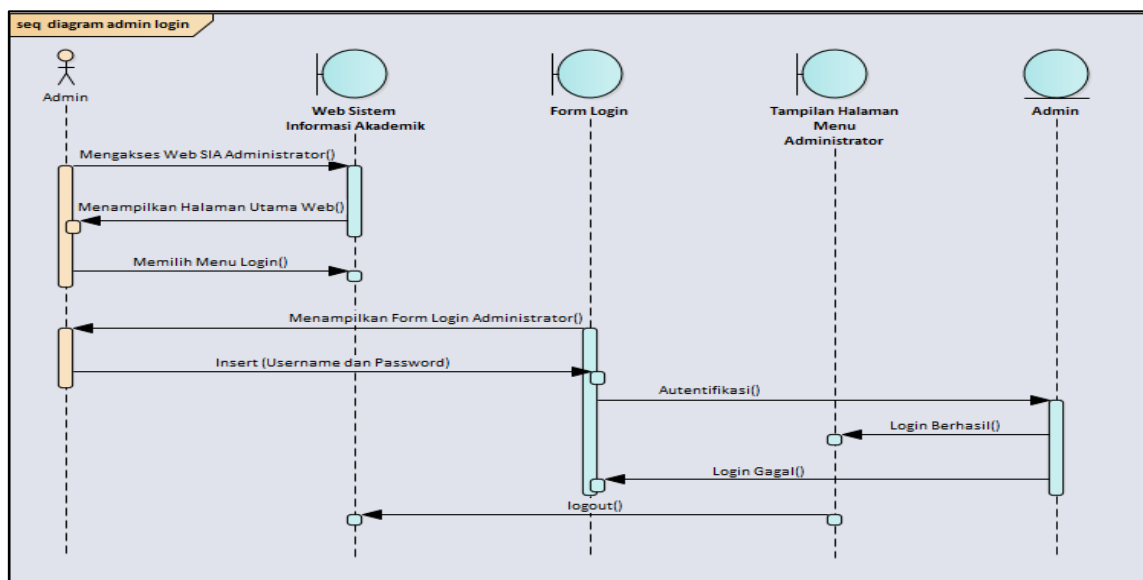 seq diagram admin login
Admin
Web Sistem
Informasi Akademik
Form Login
Tampilan Halaman
Menu
Administrator
Admin
Mengakses Web SIA Administrator()
Menampilkan Halaman Utama Web()
Memilih Menu Login()
Menampilkan Form Login Administrator()
Insert (Username dan Password)
Autentifikasi()
Login Berhasil()
Login Gagal()
logout()